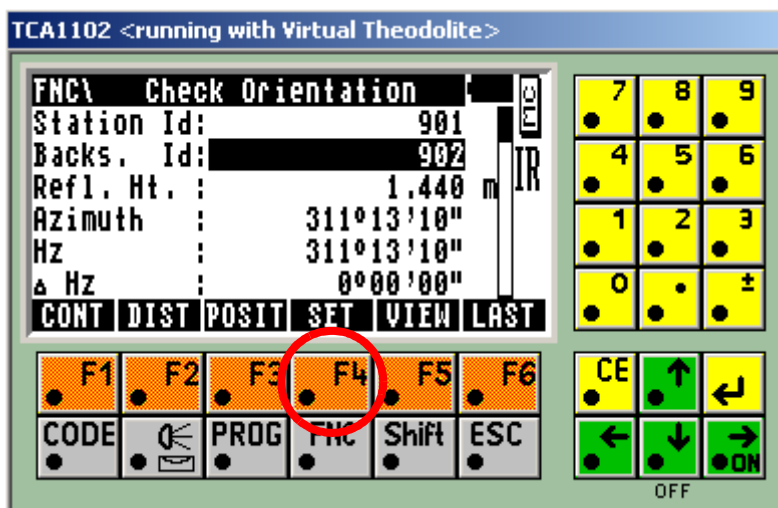 TCA1102 <running with Virtual Theodolite>
FNC\ Check Orientation MC
Station Id: 901
Backs. Id: 902
IR
Refl. Ht. : 1.440 m
Azimuth : 311°13'10"
Hz : 311°13'10"
△ Hz : 0°00'00"
CONT DIST POSIT SET VIEW LAST
F1 F2 F3 F4 F5 F6
CODE PROG FNC Shift ESC
7 8 9
4 5 6
1 2 3
0 . ±
CE
ON
OFF